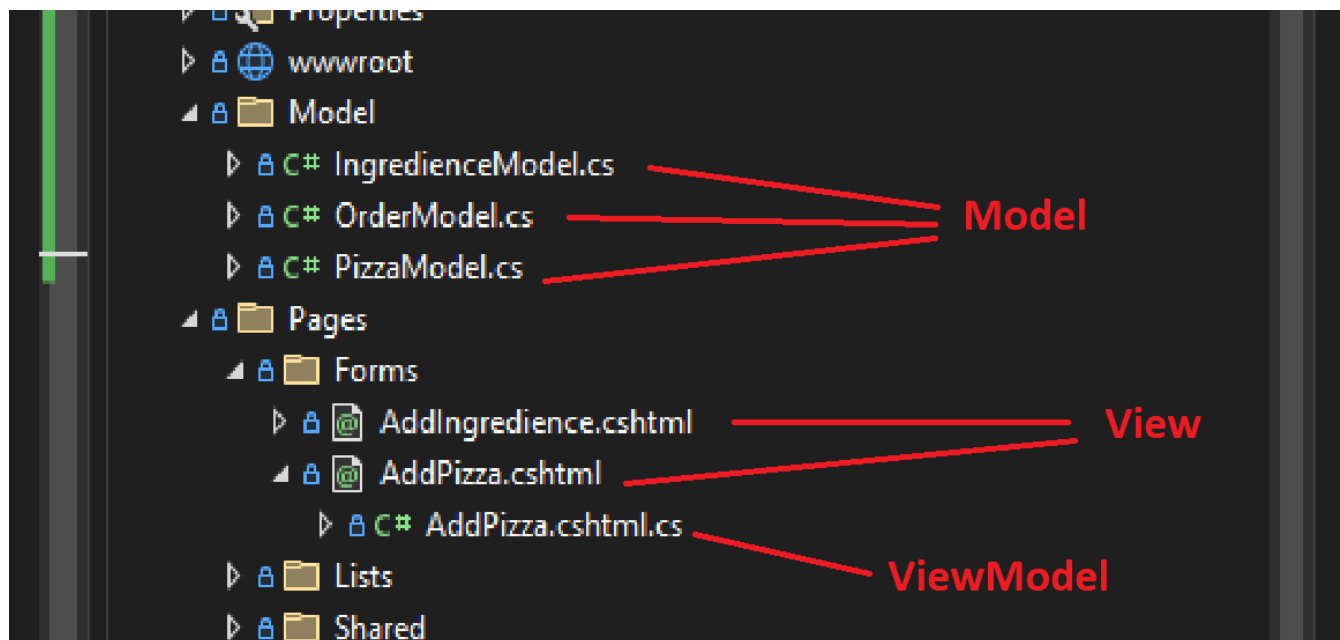 Properties
wwwroot
Model
C# IngredienceModel.cs
C# OrderModel.cs
Model
C# PizzaModel.cs
Pages
Forms
@ AddIngredience.cshtml
View
@ AddPizza.cshtml
C# AddPizza.cshtml.cs
Lists
ViewModel
Shared